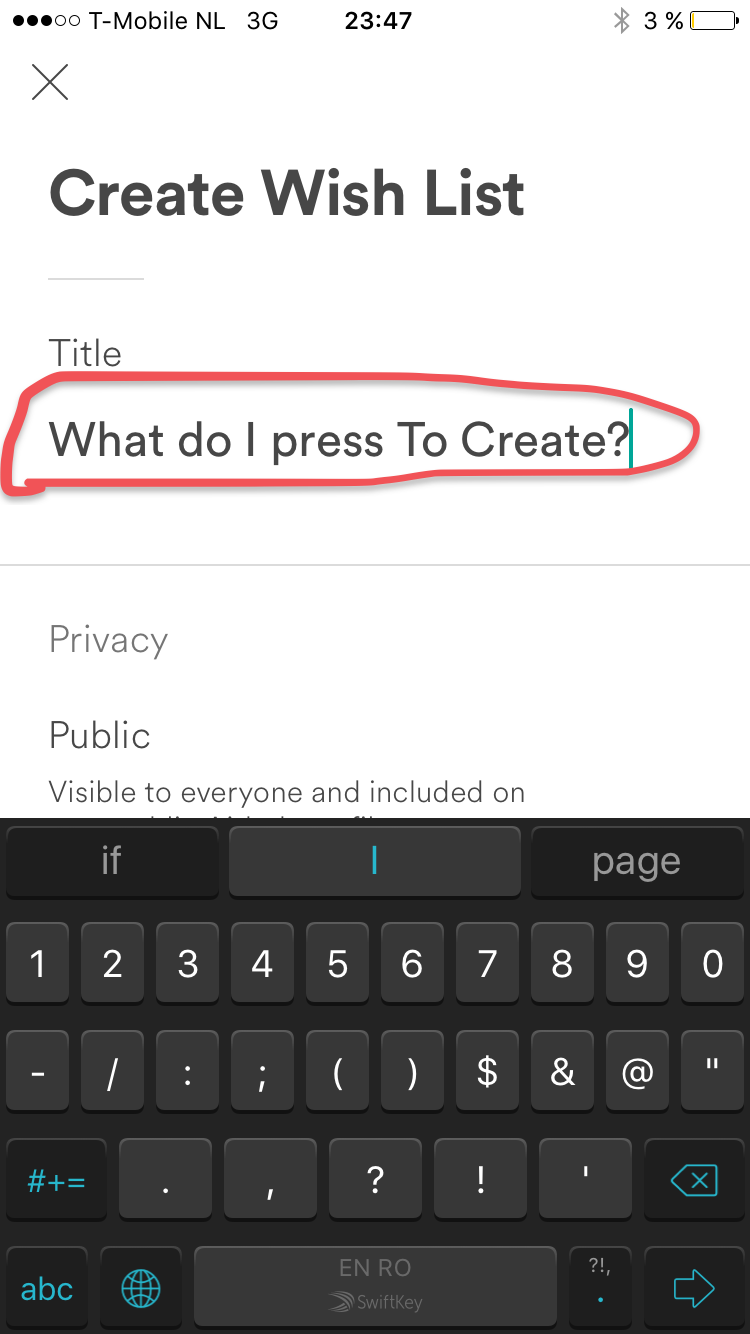 T-Mobile NL 3G 23:47 3 %
Create Wish List
Title
What do I press To Create?
Privacy
Public
Visible to everyone and included on
if I page
1 2 3 4 5 6 7 8 9 0
- / : ; ( ) $ & @ "
#+= . , ? ! '
abc EN RO ?!, .
SwiftKey